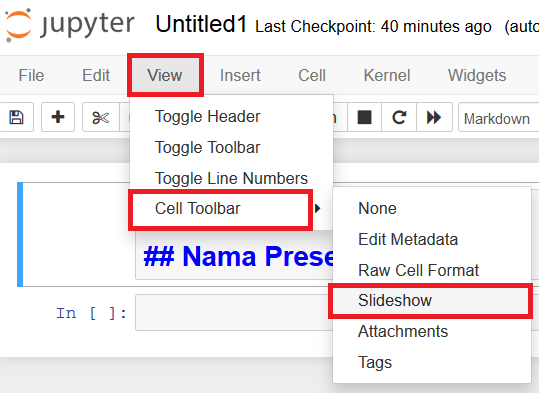 jupyter Untitled1 Last Checkpoint: 40 minutes ago (auto
File Edit View Insert Cell Kernel Widgets
Markdown
Toggle Header
Toggle Toolbar
Toggle Line Numbers
Cell Toolbar
None
Edit Metadata
Raw Cell Format
Slideshow
Attachments
Tags
## Nama Prese
In [ ]: